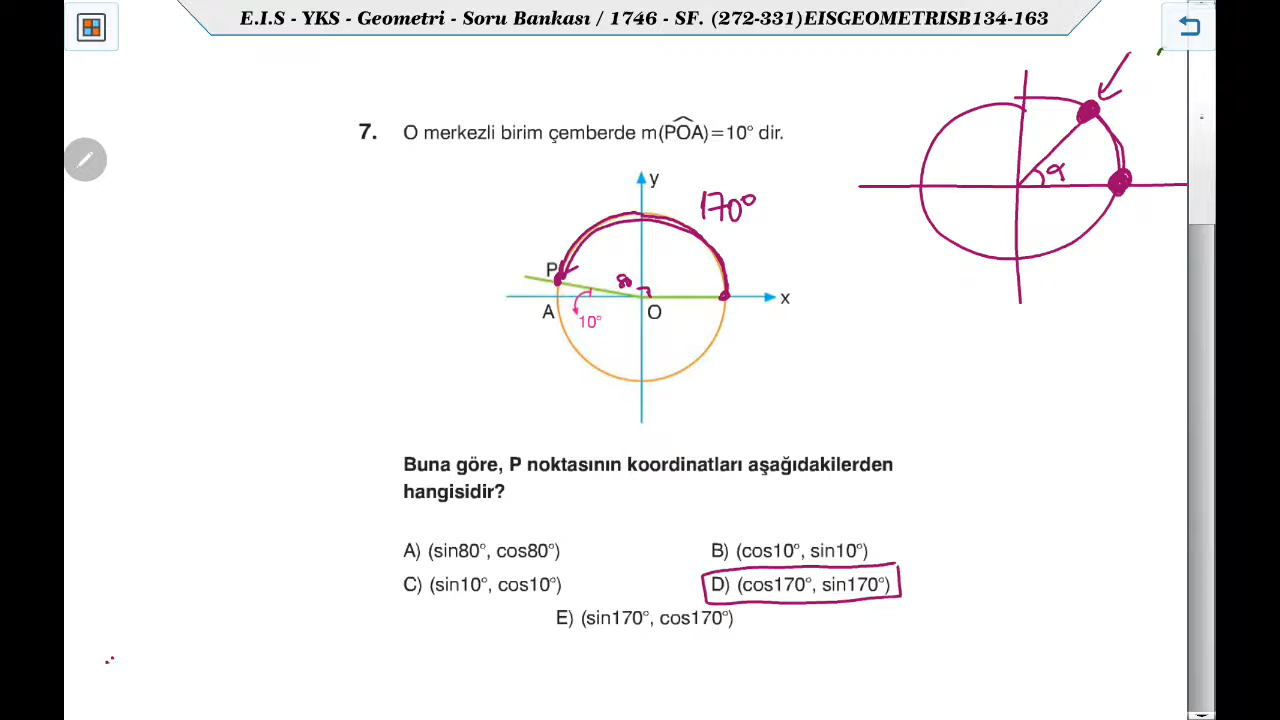 E.I.S - YKS - Geometri - Soru Bankası / 1746 - SF. (272-331)EISGEOMETRISB134-163
7. O merkezli birim çemberde m(POA)=10° dir.
y
170°
α
P
80
x
A
O
10°
Buna göre, P noktasının koordinatları aşağıdakilerden
hangisidir?
A) (sin80°, cos80°) B) (cos10°, sin10°)
C) (sin10°, cos10°) D) (cos170°, sin170°)
E) (sin170°, cos170°)